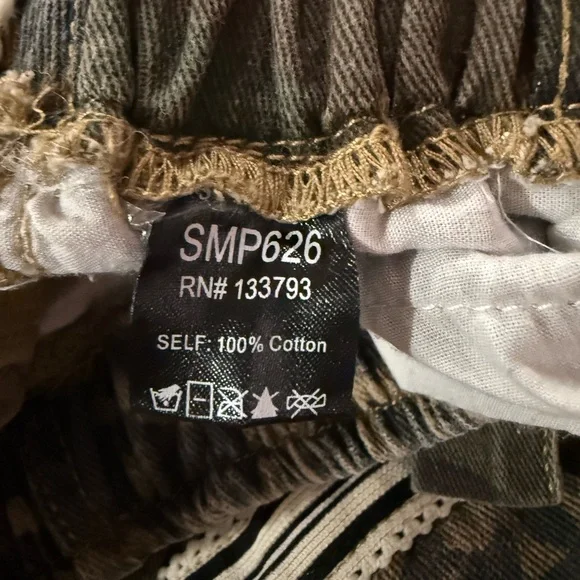 SMP626
RN# 133793
SELF: 100% Cotton